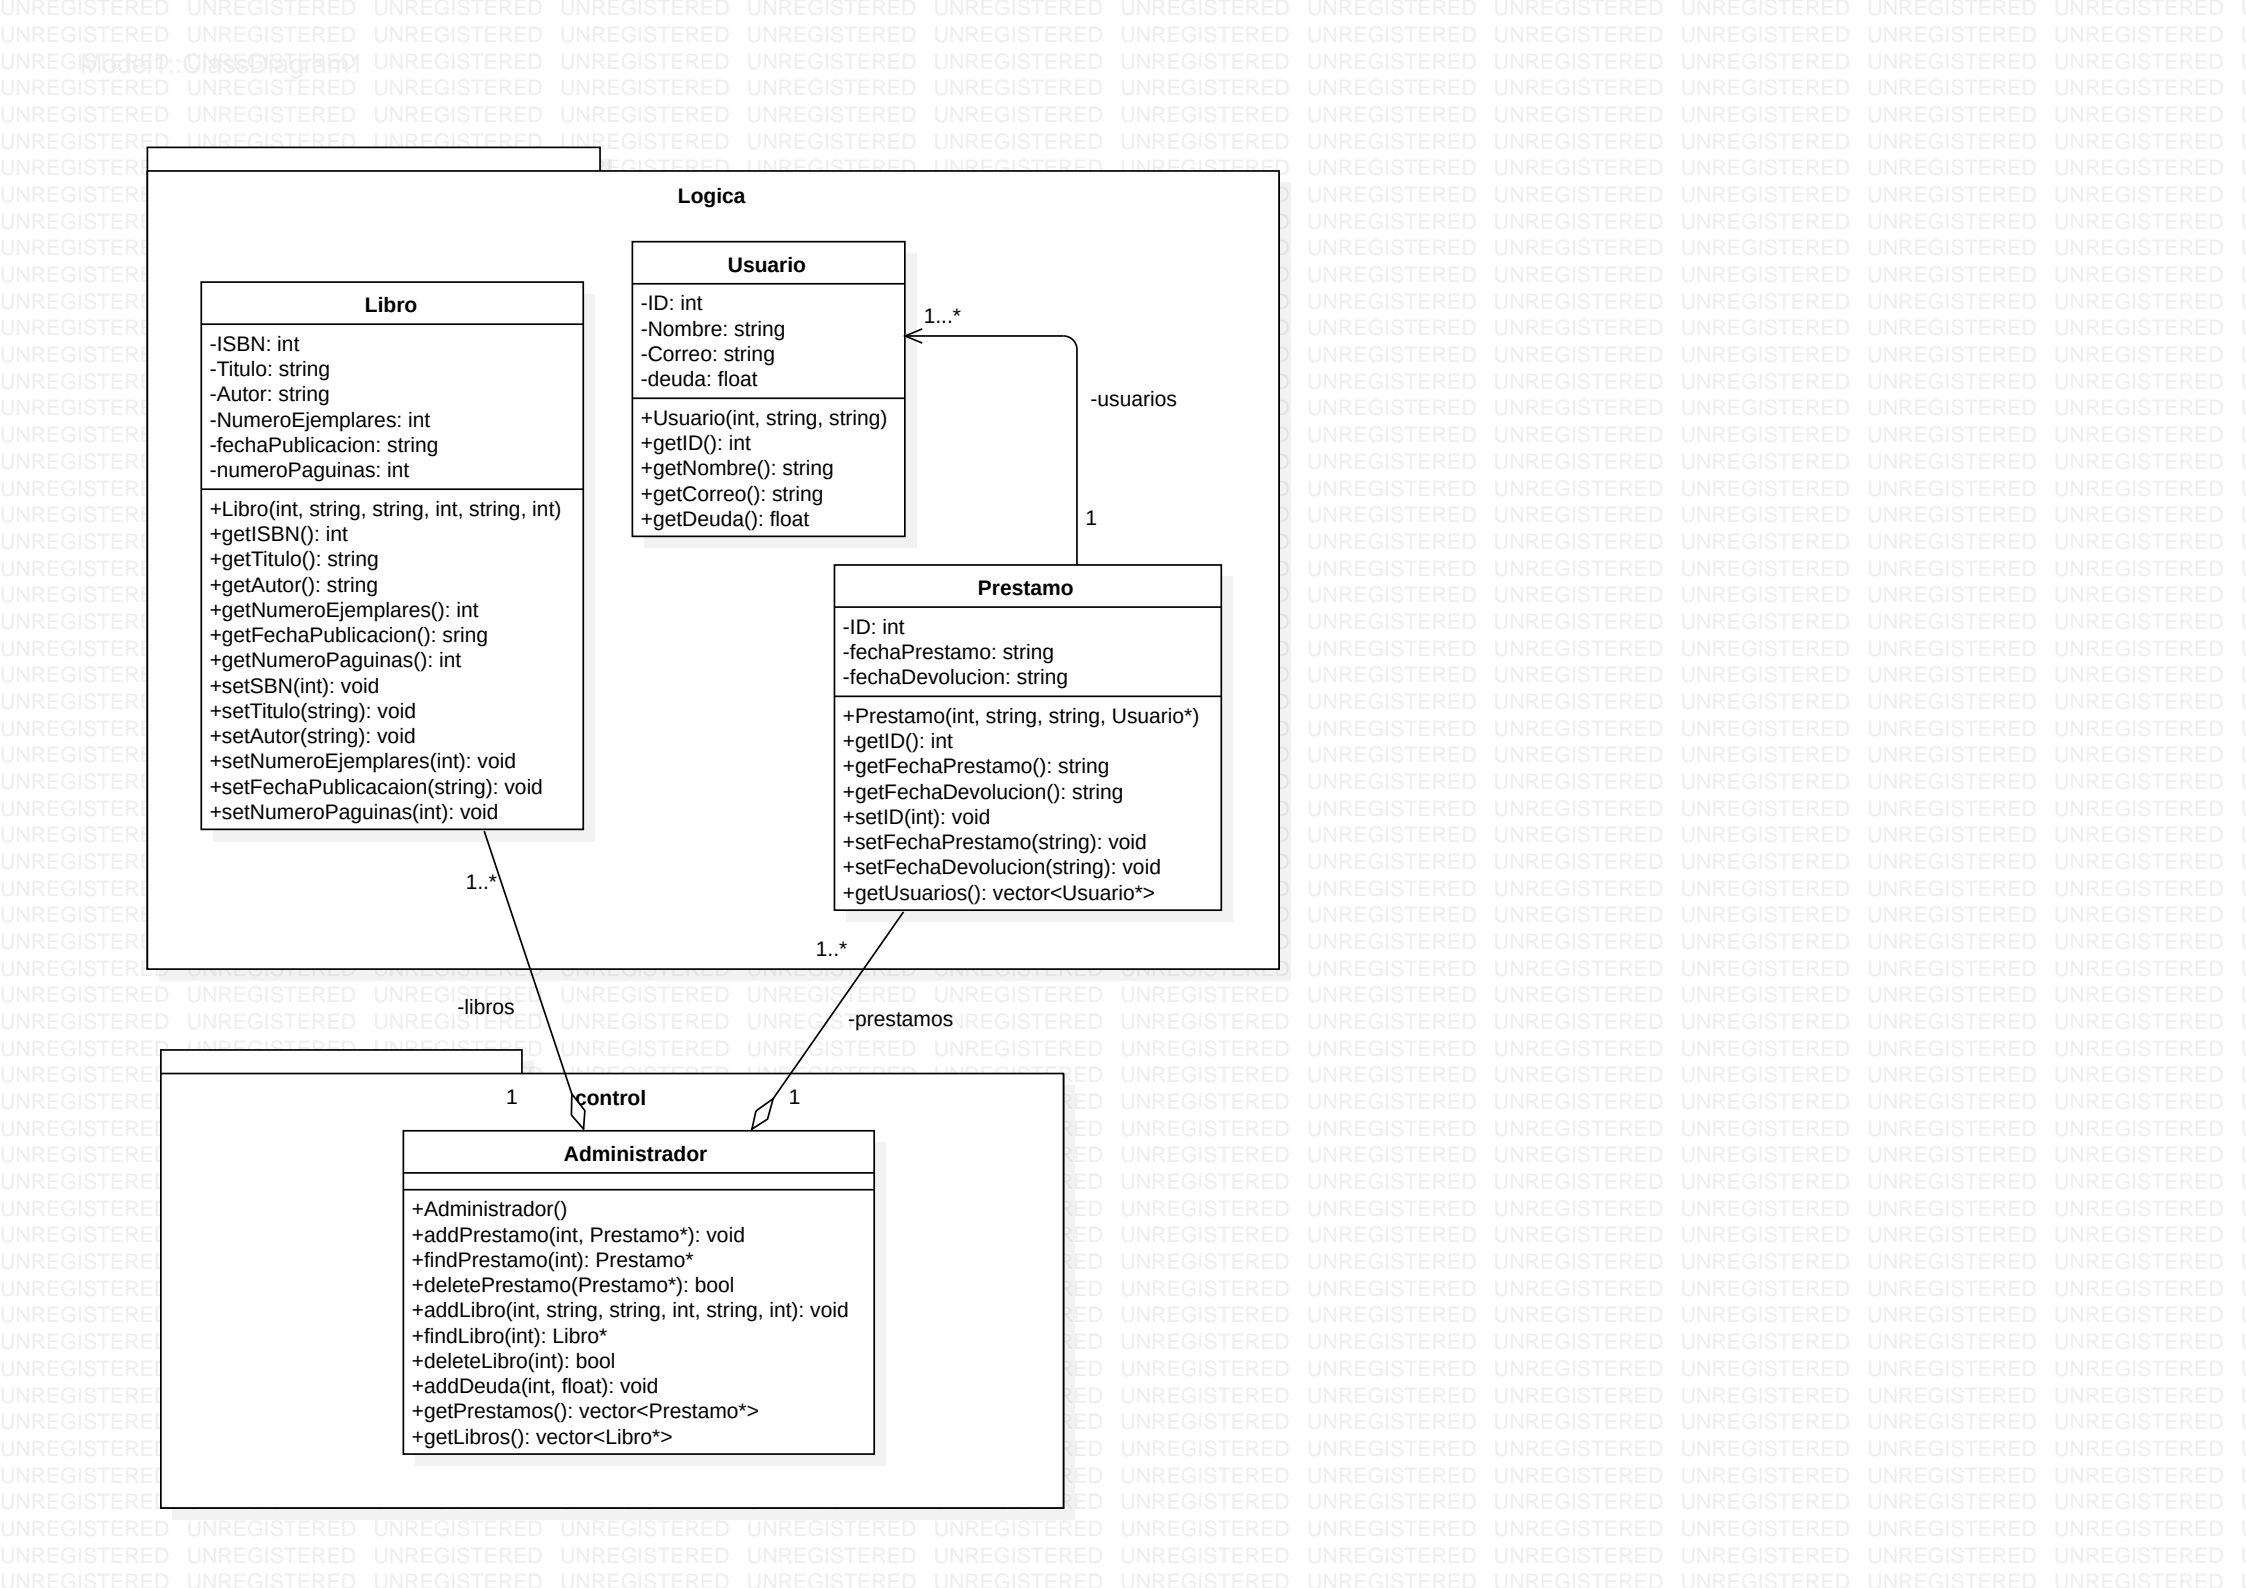 Model1::ClassDiagram1
Logica
Usuario
-ID: int
-Nombre: string
-Correo: string
-deuda: float
+Usuario(int, string, string)
+getID(): int
+getNombre(): string
+getCorreo(): string
+getDeuda(): float
1...*
-usuarios
1
Libro
-ISBN: int
-Titulo: string
-Autor: string
-NumeroEjemplares: int
-fechaPublicacion: string
-numeroPaguinas: int
+Libro(int, string, string, int, string, int)
+getISBN(): int
+getTitulo(): string
+getAutor(): string
+getNumeroEjemplares(): int
+getFechaPublicacion(): sring
+getNumeroPaguinas(): int
+setSBN(int): void
+setTitulo(string): void
+setAutor(string): void
+setNumeroEjemplares(int): void
+setFechaPublicacaion(string): void
+setNumeroPaguinas(int): void
Prestamo
-ID: int
-fechaPrestamo: string
-fechaDevolucion: string
+Prestamo(int, string, string, Usuario*)
+getID(): int
+getFechaPrestamo(): string
+getFechaDevolucion(): string
+setID(int): void
+setFechaPrestamo(string): void
+setFechaDevolucion(string): void
+getUsuarios(): vector<Usuario*>
1..*
1..*
-libros
-prestamos
1
control
1
Administrador
+Administrador()
+addPrestamo(int, Prestamo*): void
+findPrestamo(int): Prestamo*
+deletePrestamo(Prestamo*): bool
+addLibro(int, string, string, int, string, int): void
+findLibro(int): Libro*
+deleteLibro(int): bool
+addDeuda(int, float): void
+getPrestamos(): vector<Prestamo*>
+getLibros(): vector<Libro*>
UNREGISTERED